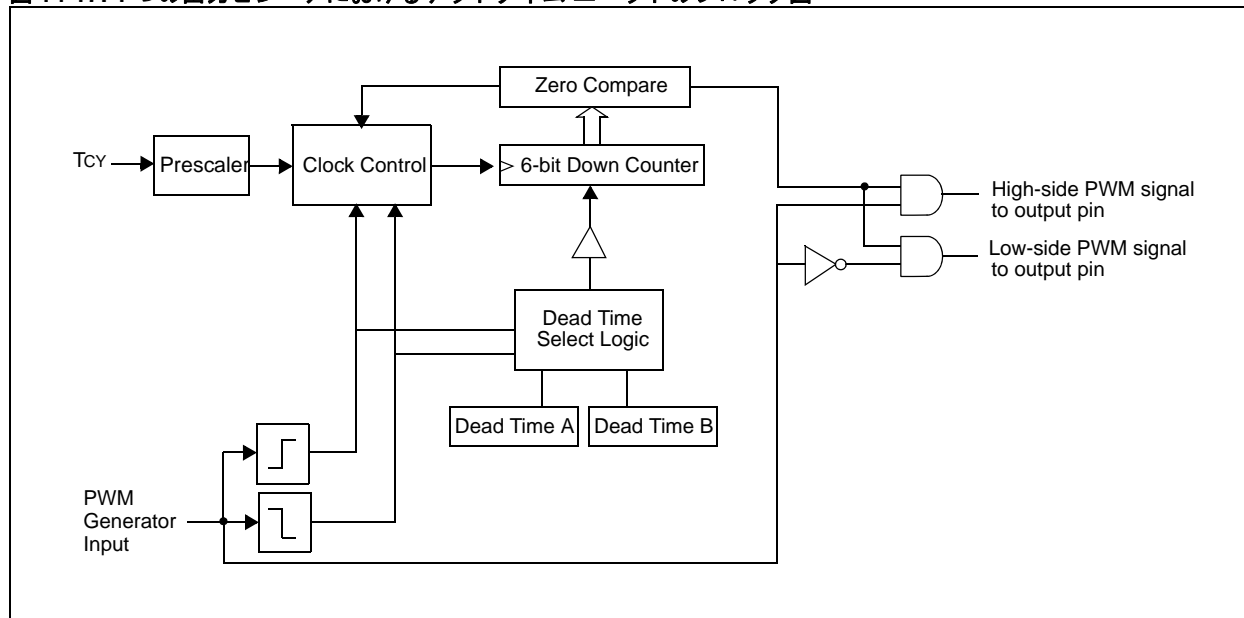 Zero Compare
TCY
Prescaler
Clock Control
6-bit Down Counter
High-side PWM signal
to output pin
Low-side PWM signal
to output pin
Dead Time
Select Logic
Dead Time A
Dead Time B
PWM
Generator
Input